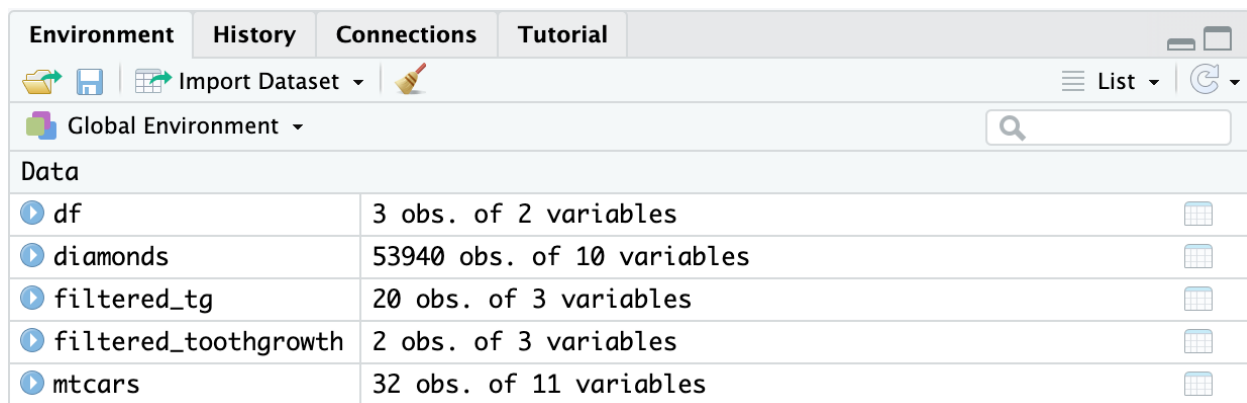 Environment History Connections Tutorial
Import Dataset List
Global Environment
Data
df 3 obs. of 2 variables
diamonds 53940 obs. of 10 variables
filtered_tg 20 obs. of 3 variables
filtered_toothgrowth 2 obs. of 3 variables
mtcars 32 obs. of 11 variables